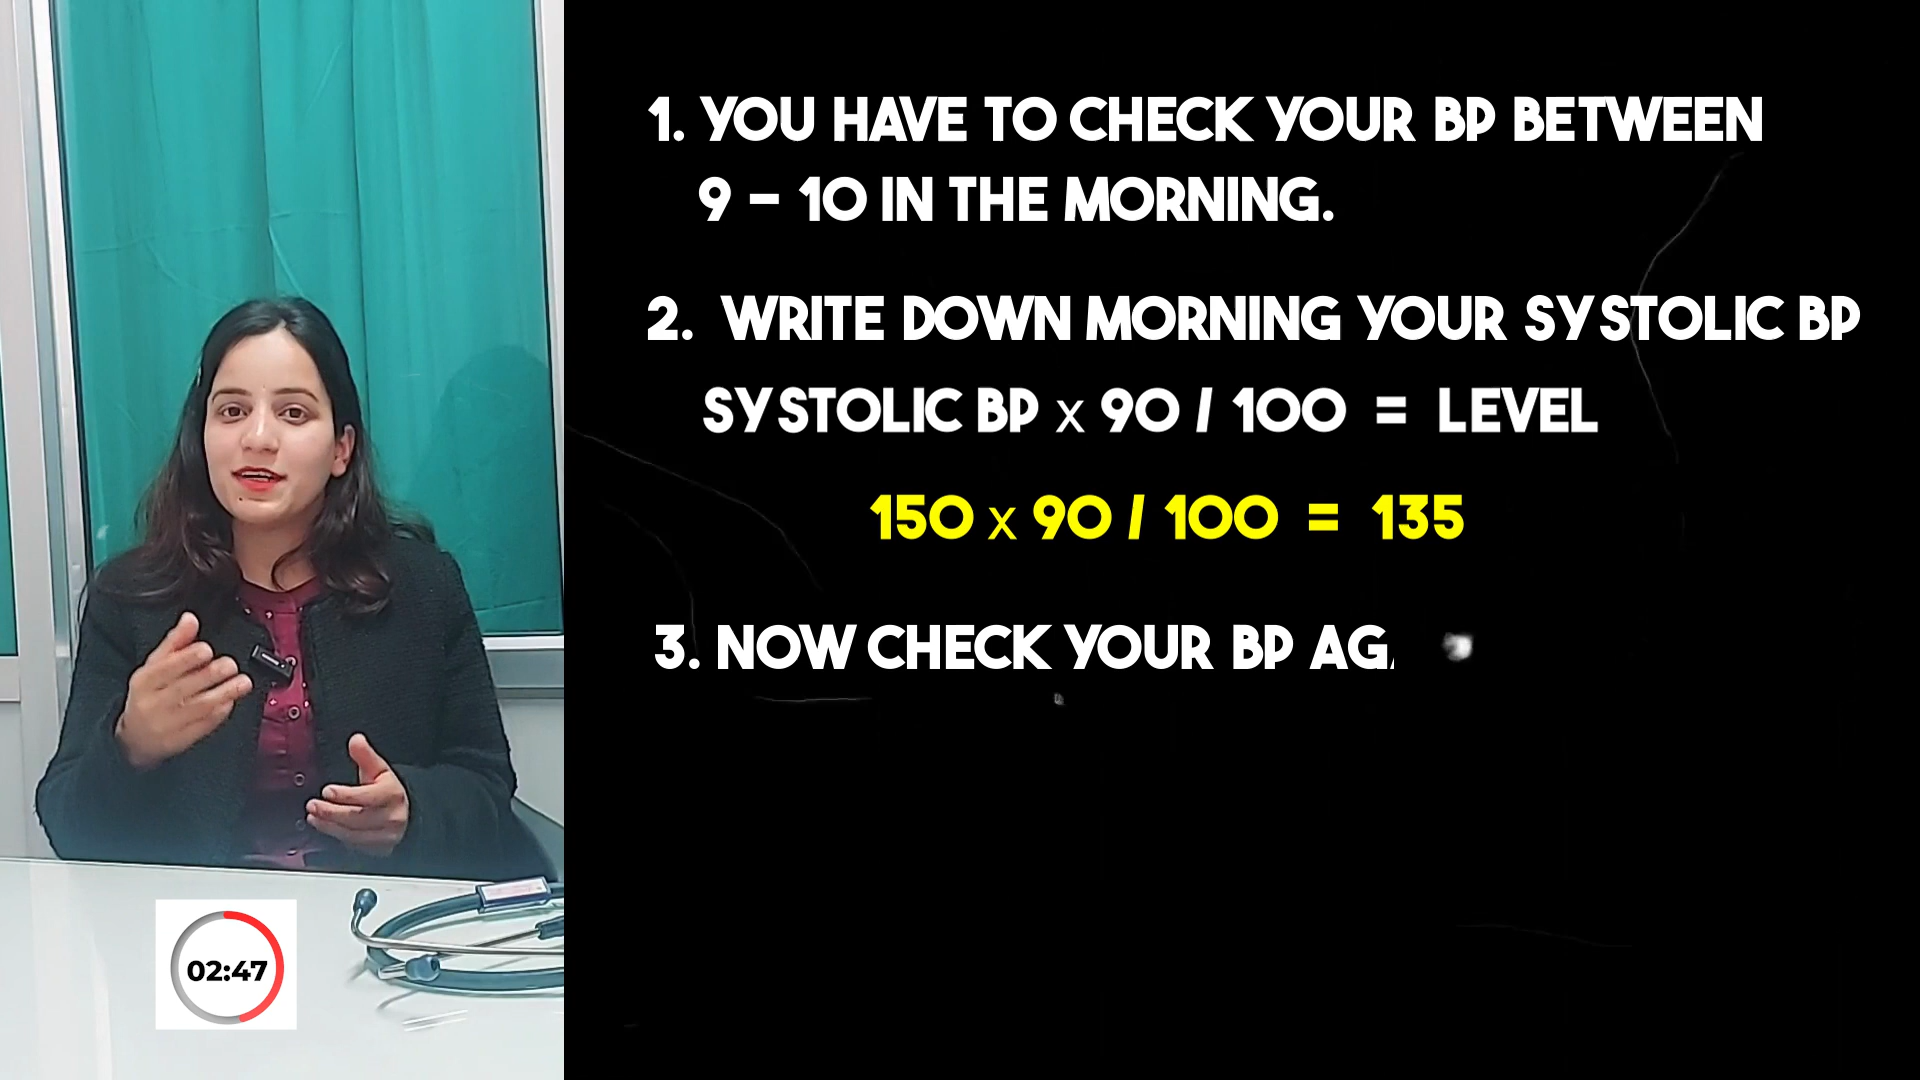 1. YOU HAVE TO CHECK YOUR BP BETWEEN
9 - 10 IN THE MORNING.
2. WRITE DOWN MORNING YOUR SYSTOLIC BP
SYSTOLIC BP x 90 / 100 = LEVEL
150 x 90 / 100 = 135
3. NOW CHECK YOUR BP
02:47